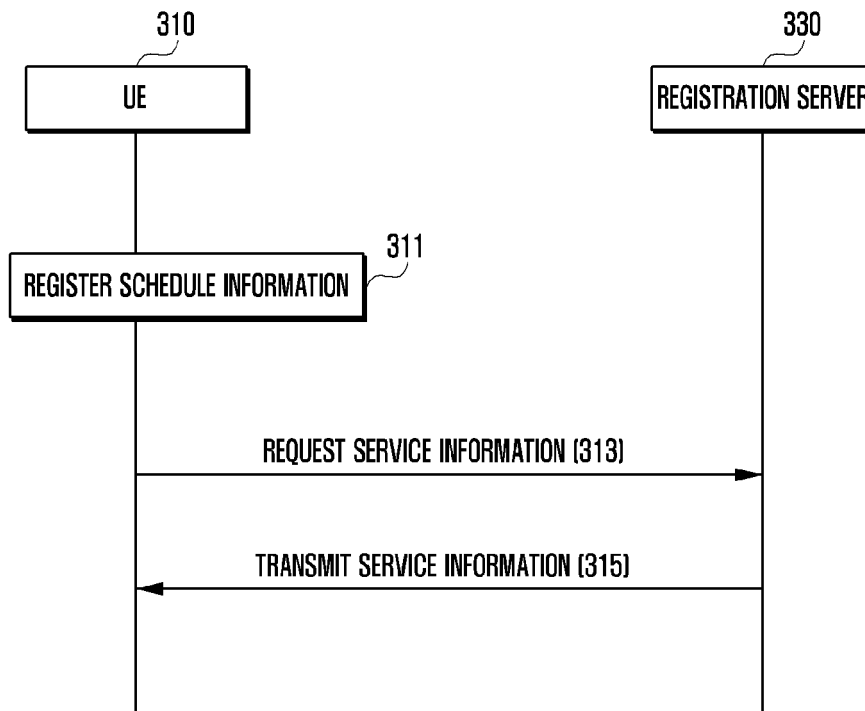 310
330
UE
REGISTRATION SERVER
311
REGISTER SCHEDULE INFORMATION
REQUEST SERVICE INFORMATION (313)
TRANSMIT SERVICE INFORMATION (315)